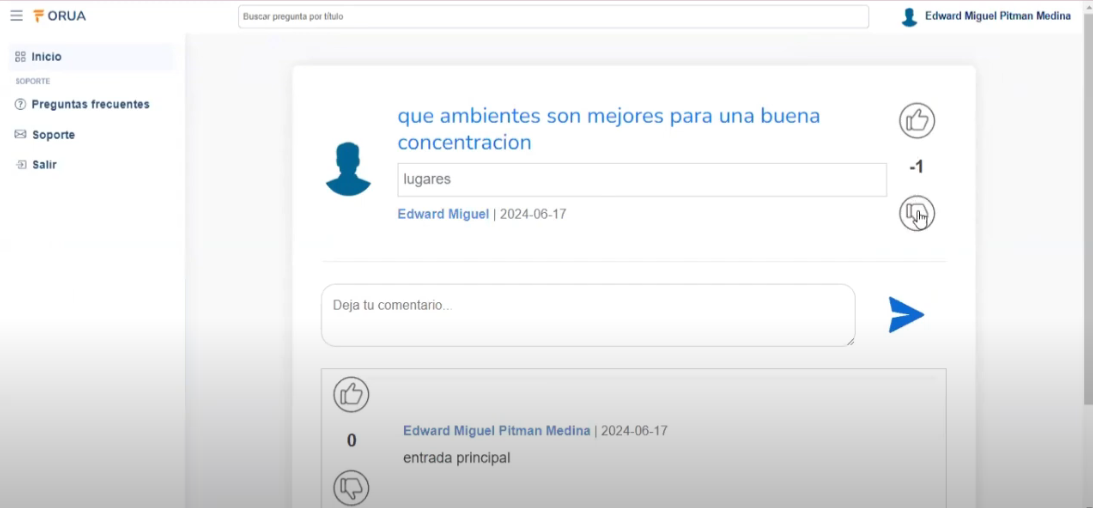 FORUA
Buscar pregunta por título
Edward Miguel Pitman Medina
Inicio
SOPORTE
Preguntas frecuentes
Soporte
Salir
que ambientes son mejores para una buena
concentracion
lugares
Edward Miguel | 2024-06-17
-1
Deja tu comentario...
0
Edward Miguel Pitman Medina | 2024-06-17
entrada principal